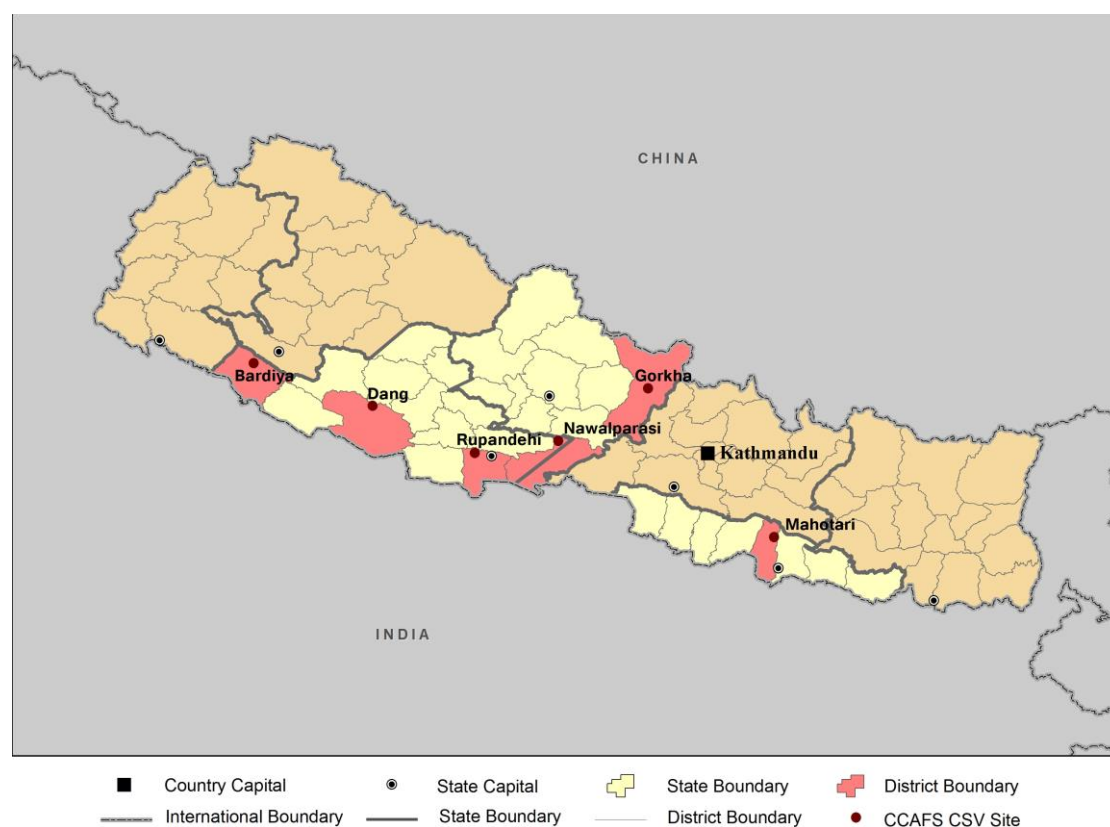 CHINA
Bardiya
Dang
Gorkha
Rupandehi
Nawalparasi
Kathmandu
Mahotari
INDIA
Country Capital
State Capital
State Boundary
District Boundary
International Boundary
State Boundary
District Boundary
CCAFS CSV Site